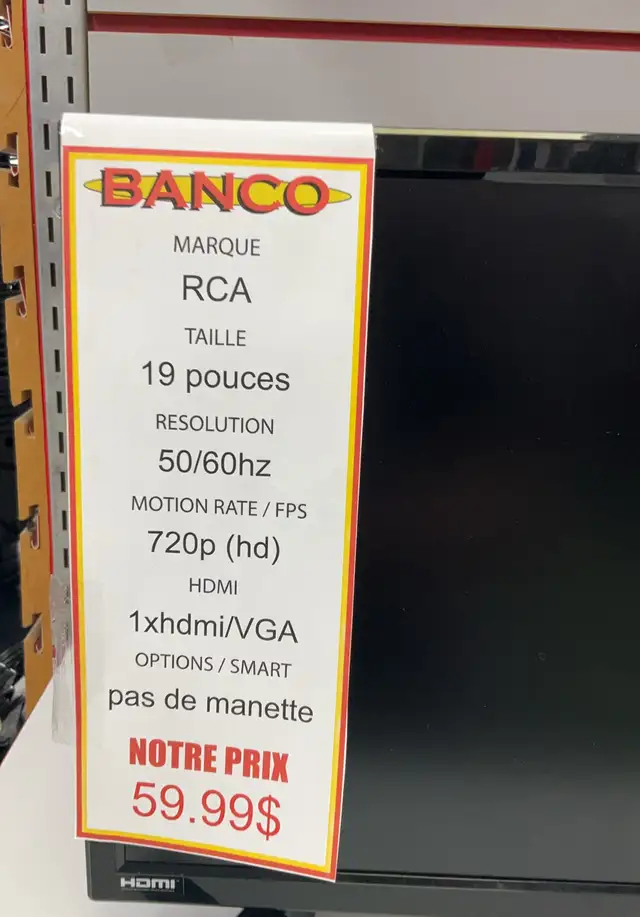 BANCO
MARQUE
RCA
TAILLE
19 pouces
RESOLUTION
50/60hz
MOTION RATE / FPS
720p (hd)
HDMI
1xhdmi/VGA
OPTIONS / SMART
pas de manette
NOTRE PRIX
59.99$
HDMI